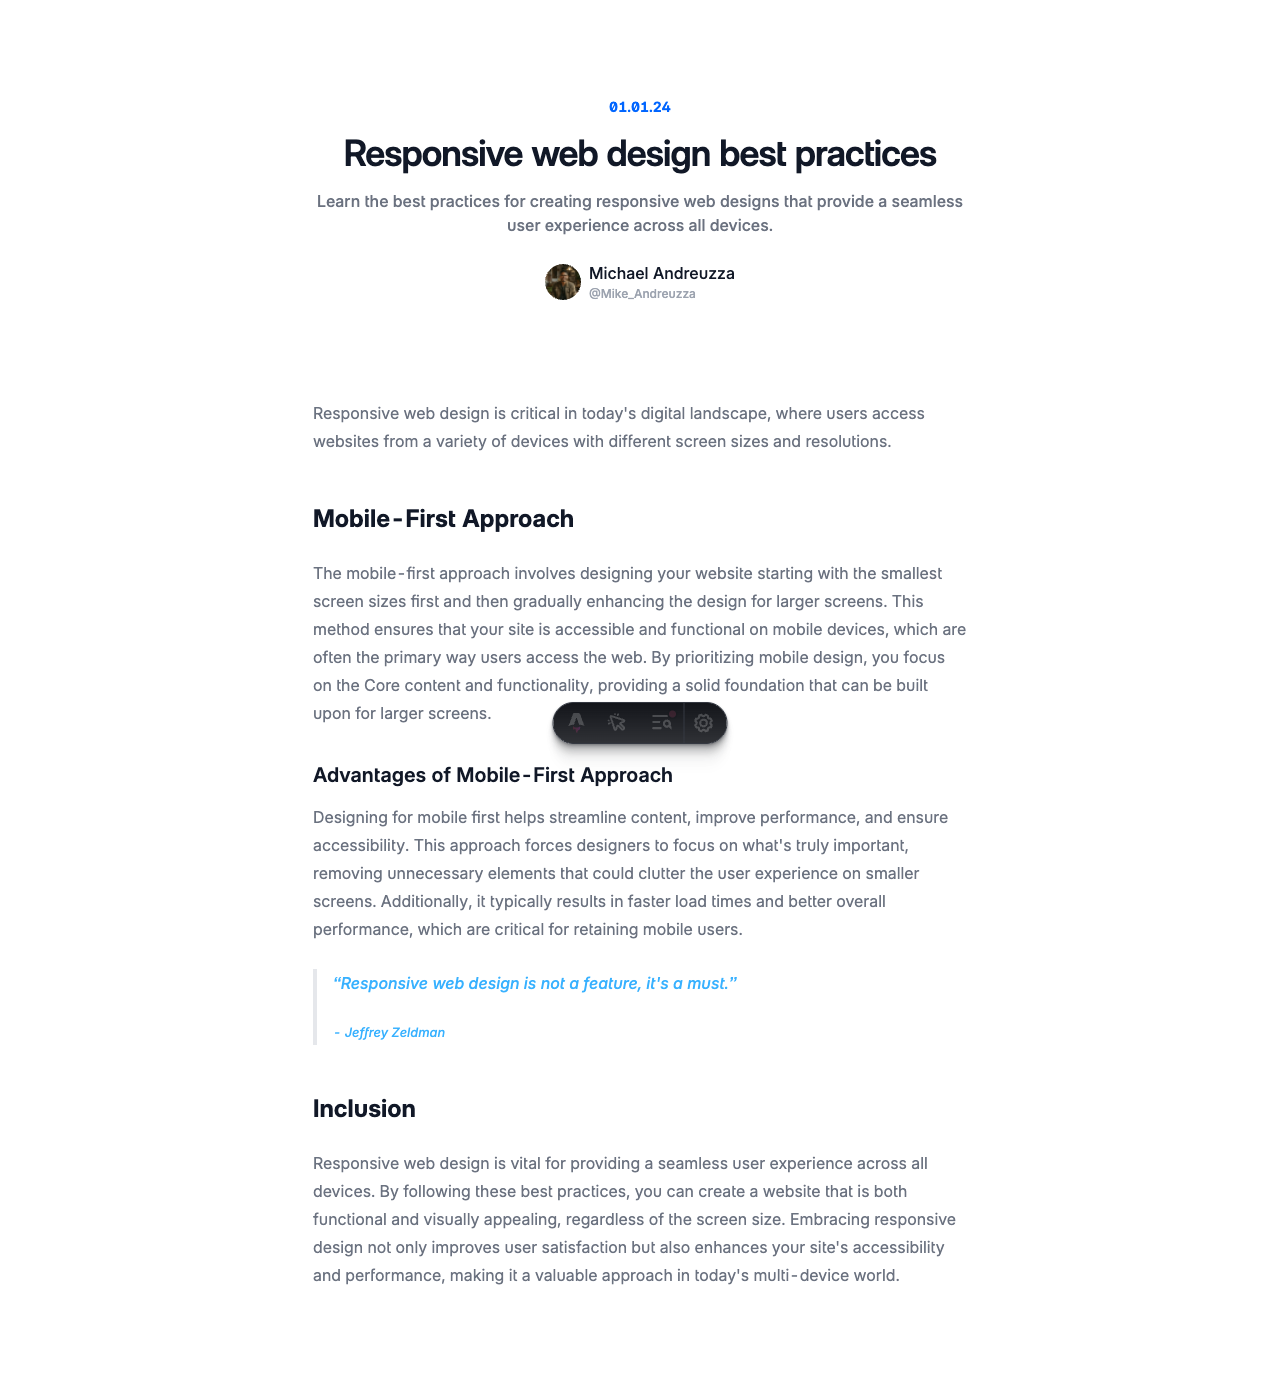 01.01.24
Responsive web design best practices
Learn the best practices for creating responsive web designs that provide a seamless
user experience across all devices.
Michael Andreuzza
@Mike_Andreuzza
Responsive web design is critical in today's digital landscape, where users access
websites from a variety of devices with different screen sizes and resolutions.
Mobile-First Approach
The mobile-first approach involves designing your website starting with the smallest
screen sizes first and then gradually enhancing the design for larger screens. This
method ensures that your site is accessible and functional on mobile devices, which are
often the primary way users access the web. By prioritizing mobile design, you focus
on the Core content and functionality, providing a solid foundation that can be built
upon for larger screens.
Advantages of Mobile-First Approach
Designing for mobile first helps streamline content, improve performance, and ensure
accessibility. This approach forces designers to focus on what's truly important,
removing unnecessary elements that could clutter the user experience on smaller
screens. Additionally, it typically results in faster load times and better overall
performance, which are critical for retaining mobile users.
“Responsive web design is not a feature, it's a must.”
- Jeffrey Zeldman
Inclusion
Responsive web design is vital for providing a seamless user experience across all
devices. By following these best practices, you can create a website that is both
functional and visually appealing, regardless of the screen size. Embracing responsive
design not only improves user satisfaction but also enhances your site's accessibility
and performance, making it a valuable approach in today's multi-device world.